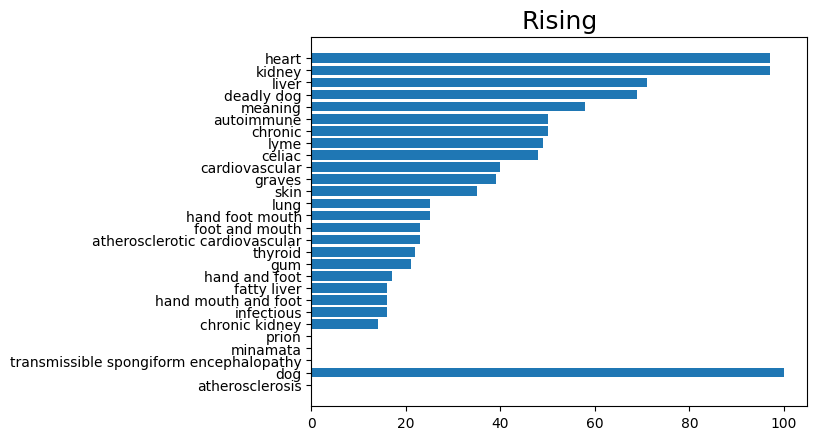 Rising
heart
kidney
liver
deadly dog
meaning
autoimmune
chronic
lyme
celiac
cardiovascular
graves
skin
lung
hand foot mouth
foot and mouth
atherosclerotic cardiovascular
thyroid
gum
hand and foot
fatty liver
hand mouth and foot
infectious
chronic kidney
prion
minamata
transmissible spongiform encephalopathy
dog
atherosclerosis
0 20 40 60 80 100